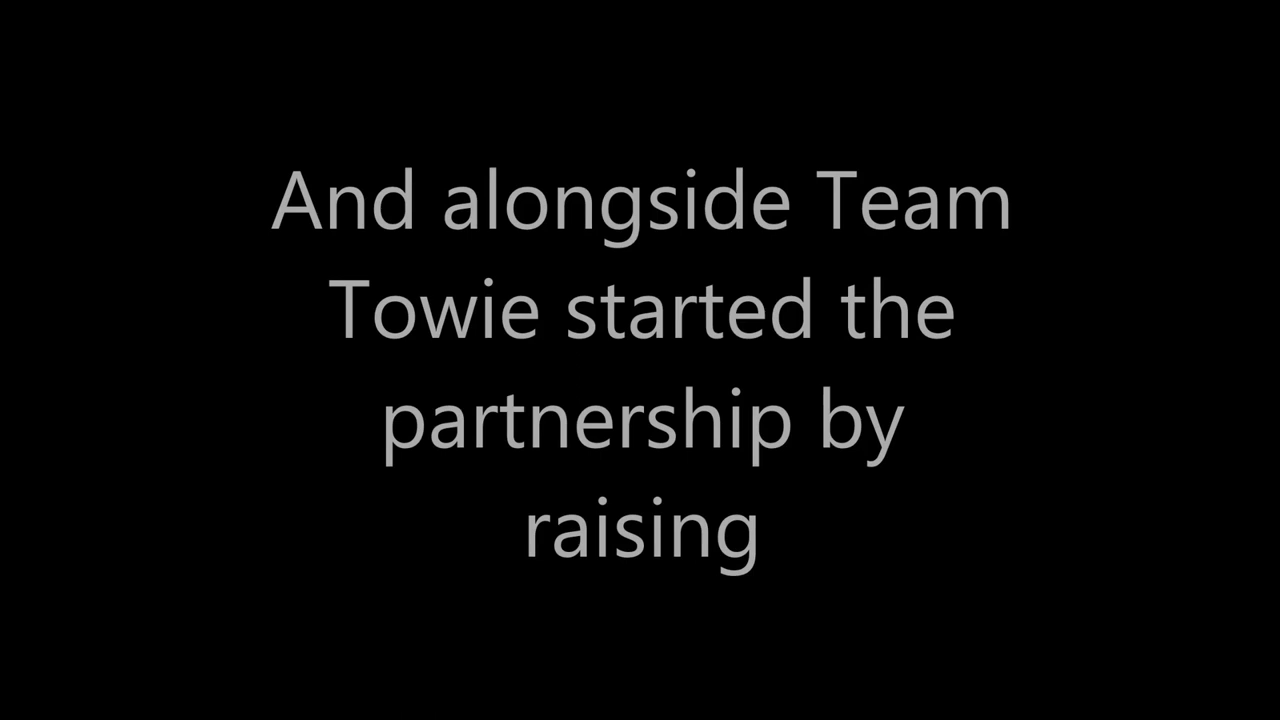 And alongside Team
Towie started the
partnership by
raising